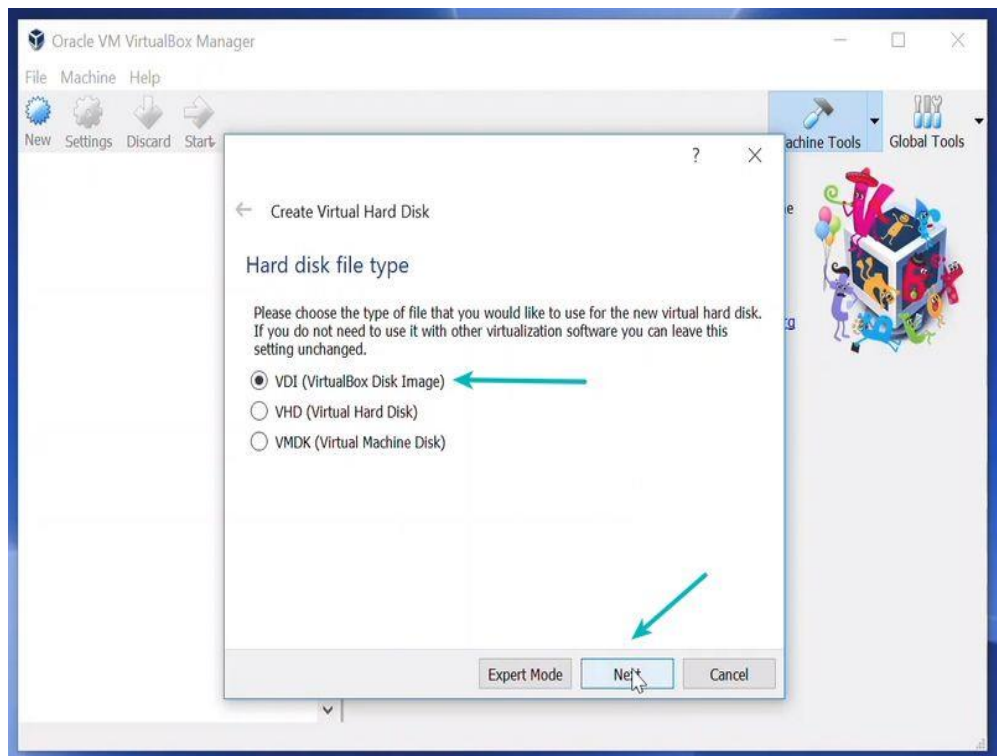 Oracle VM VirtualBox Manager
File Machine Help
New Settings Discard Start
achine Tools
Global Tools
? 
Create Virtual Hard Disk
e
Hard disk file type
Please choose the type of file that you would like to use for the new virtual hard disk.
If you do not need to use it with other virtualization software you can leave this
setting unchanged.
rg
VDI (VirtualBox Disk Image)
VHD (Virtual Hard Disk)
VMDK (Virtual Machine Disk)
Expert Mode Next Cancel